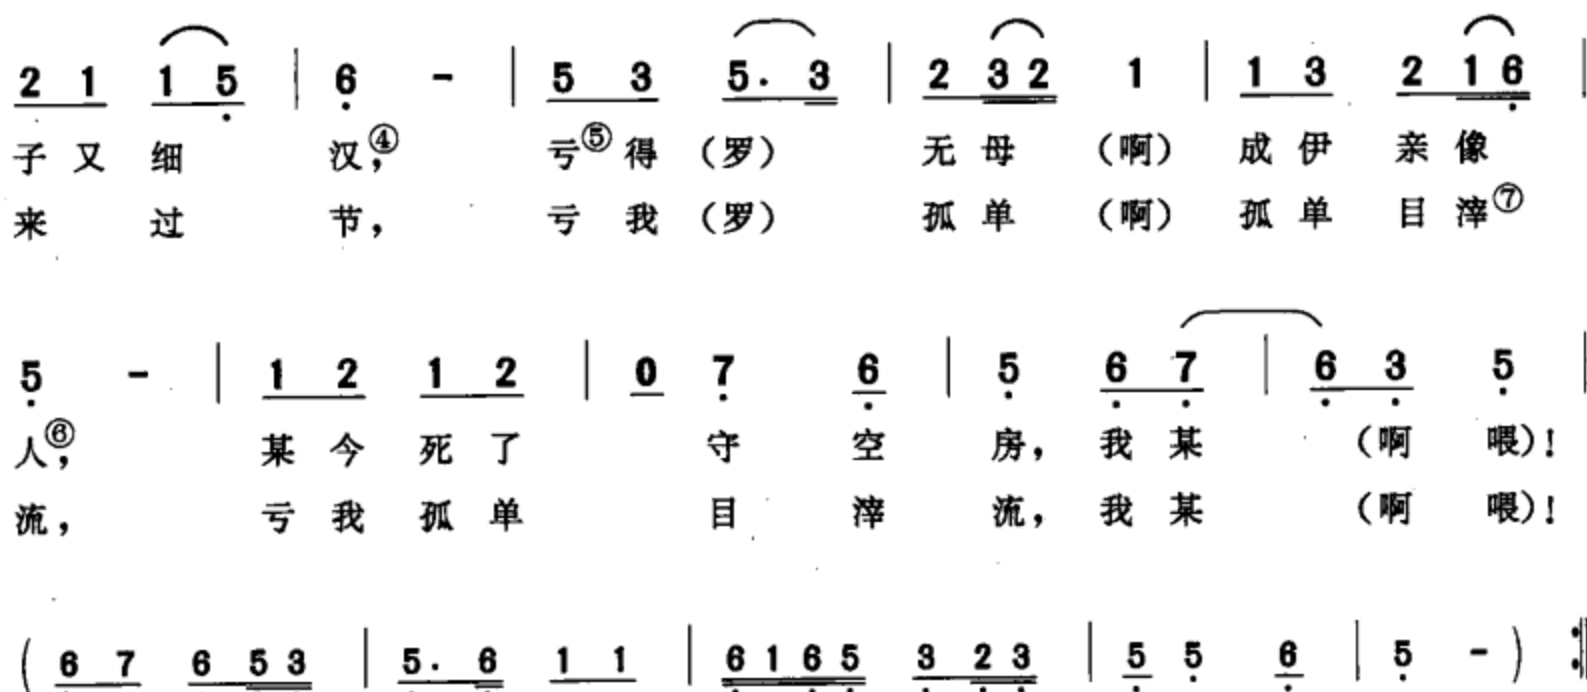 2 1 1 5 | 6 - | 5 3 5. 3 | 2 3 2 1 | 1 3 2 1 6 |
子又细 汉,④ 亏⑤得(罗) 无母 (啊) 成伊 亲像
来 过 节, 亏我(罗) 孤单 (啊) 孤单 目滓⑦
5 - | 1 2 1 2 | 0 7 6 | 5 6 7 | 6 3 5 |
人,⑥ 某今死了 守 空 房,我某 (啊 喂)!
流, 亏我孤单 目 滓 流,我某 (啊 喂)!
( 6 7 6 5 3 | 5. 6 1 1 | 6 1 6 5 3 2 3 | 5 5 6 | 5 - ) :‖